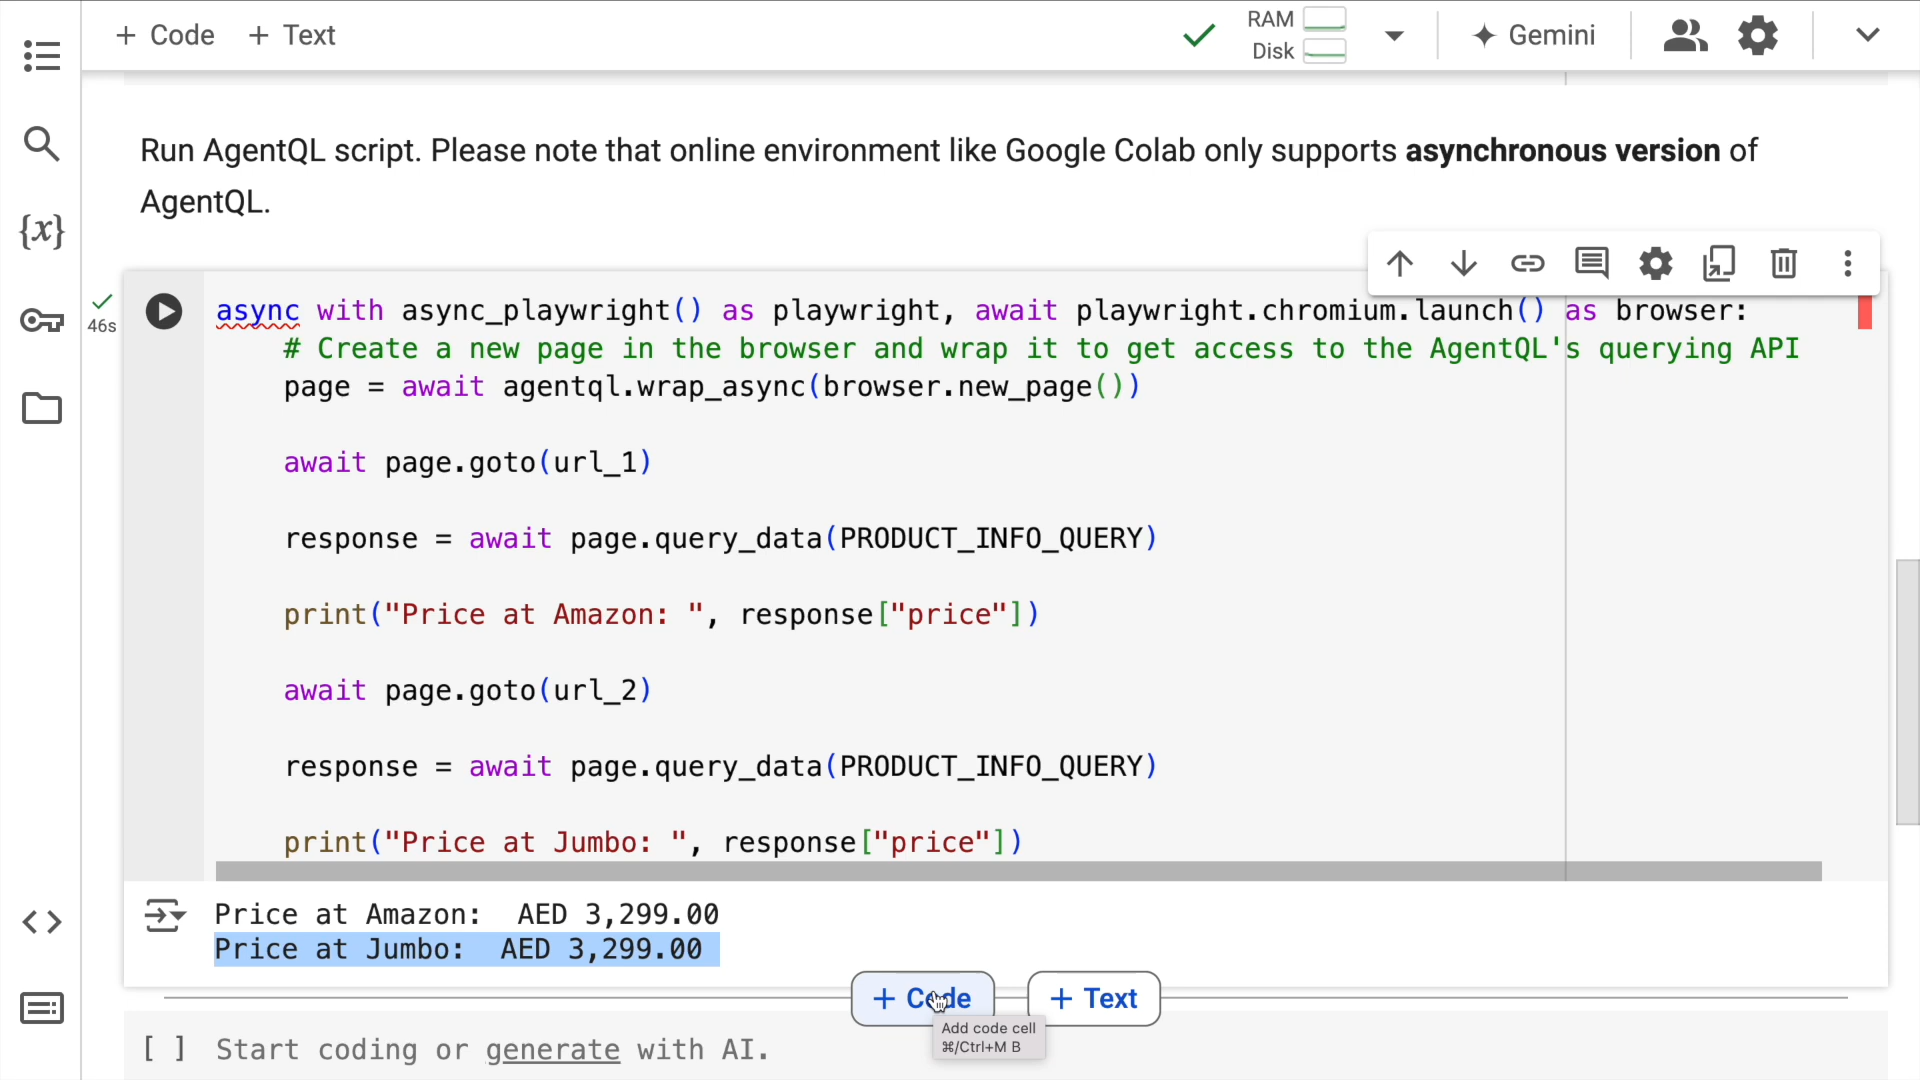 + Code + Text
RAM
Disk
Gemini
Run AgentQL script. Please note that online environment like Google Colab only supports asynchronous version of
AgentQL.
{x}
46s
async with async_playwright() as playwright, await playwright.chromium.launch() as browser:
# Create a new page in the browser and wrap it to get access to the AgentQL's querying API
page = await agentql.wrap_async(browser.new_page())
await page.goto(url_1)
response = await page.query_data(PRODUCT_INFO_QUERY)
print("Price at Amazon: ", response["price"])
await page.goto(url_2)
response = await page.query_data(PRODUCT_INFO_QUERY)
print("Price at Jumbo: ", response["price"])
Price at Amazon:  AED 3,299.00
Price at Jumbo:  AED 3,299.00
+ Code + Text
Add code cell
⌘/Ctrl+M B
[ ] Start coding or generate with AI.